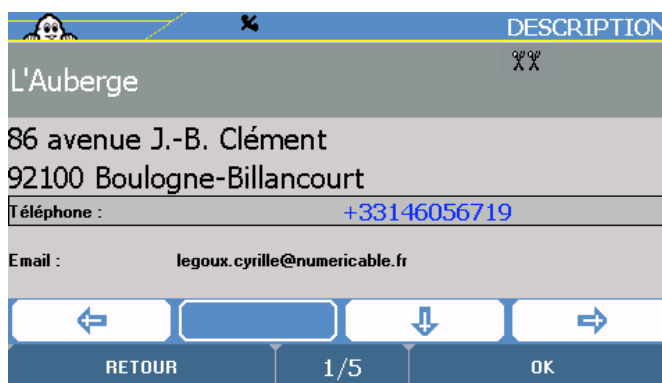 DESCRIPTION
L'Auberge
86 avenue J.-B. Clément
92100 Boulogne-Billancourt
Téléphone : +33146056719
Email : legoux.cyrille@numericable.fr
RETOUR 1/5 OK